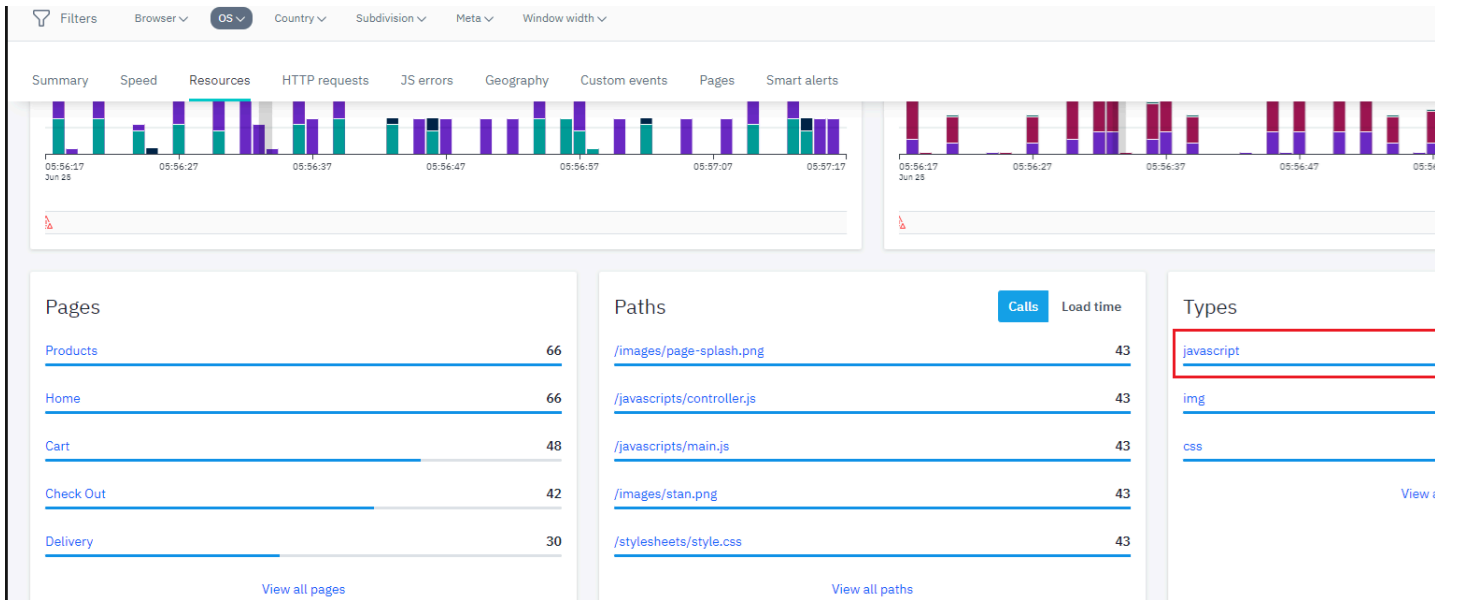 Filters Browser OS Country Subdivision Meta Window width
Summary Speed Resources HTTP requests JS errors Geography Custom events Pages Smart alerts
05:56:17 05:56:27 05:56:37 05:56:47 05:56:57 05:57:07 05:57:17
Jun 25
05:56:17 05:56:27 05:56:37 05:56:47
Jun 25
Pages
Products 66
Home 66
Cart 48
Check Out 42
Delivery 30
View all pages
Paths Calls Load time
/images/page-splash.png 43
/javascripts/controller.js 43
/javascripts/main.js 43
/images/stan.png 43
/stylesheets/style.css 43
View all paths
Types
javascript
img
css
View